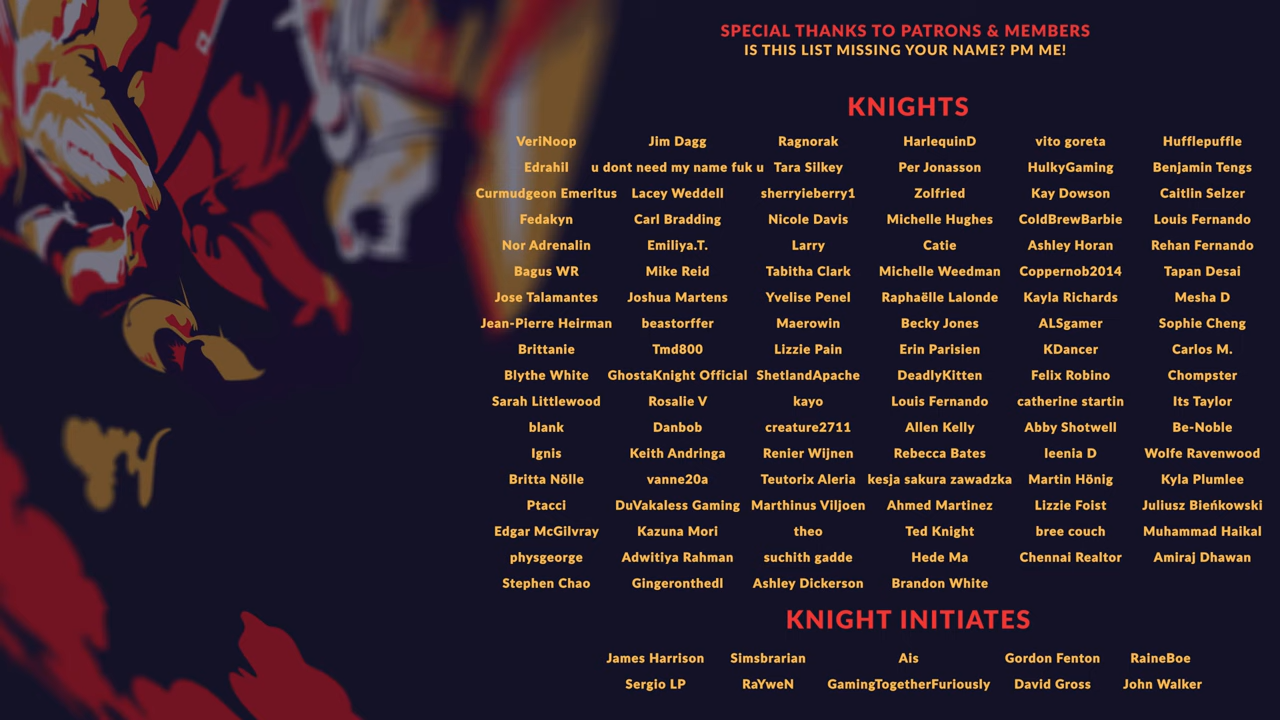 SPECIAL THANKS TO PATRONS & MEMBERS
IS THIS LIST MISSING YOUR NAME? PM ME!
KNIGHTS
VeriNoop Jim Dagg Ragnorak HarlequinD vito goreta Hufflepuffle
Edrahil u dont need my name fuk u Tara Silkey Per Jonasson HulkyGaming Benjamin Tengs
Curmudgeon Emeritus Lacey Weddell sherryieberry1 Zolfried Kay Dowson Caitlin Selzer
Fedakyn Carl Bradding Nicole Davis Michelle Hughes ColdBrewBarbie Louis Fernando
Nor Adrenalin Emiliya.T. Larry Catie Ashley Horan Rehan Fernando
Bagus WR Mike Reid Tabitha Clark Michelle Weedman Coppernob2014 Tapan Desai
Jose Talamantes Joshua Martens Yvelise Penel Raphaëlle Lalonde Kayla Richards Mesha D
Jean-Pierre Heirman beastorffer Maerowin Becky Jones ALSgamer Sophie Cheng
Brittanie Tmd800 Lizzie Pain Erin Parisien KDancer Carlos M.
Blythe White GhostaKnight Official ShetlandApache DeadlyKitten Felix Robino Chompster
Sarah Littlewood Rosalie V kayo Louis Fernando catherine startin Its Taylor
blank Danbob creature2711 Allen Kelly Abby Shotwell Be-Noble
Ignis Keith Andringa Renier Wijnen Rebecca Bates leenia D Wolfe Ravenwood
Britta Nölle vanne20a Teutorix Aleria kesja sakura zawadzka Martin Hönig Kyla Plumlee
Ptacci DuVakaless Gaming Marthinus Viljoen Ahmed Martinez Lizzie Foist Juliusz Bieńkowski
Edgar McGilvray Kazuna Mori theo Ted Knight bree couch Muhammad Haikal
physgeorge Adwitiya Rahman suchith gadde Hede Ma Chennai Realtor Amiraj Dhawan
Stephen Chao Gingeronthedl Ashley Dickerson Brandon White
KNIGHT INITIATES
James Harrison Simsbrarian Ais Gordon Fenton RaineBoe
Sergio LP RaYweN GamingTogetherFuriously David Gross John Walker